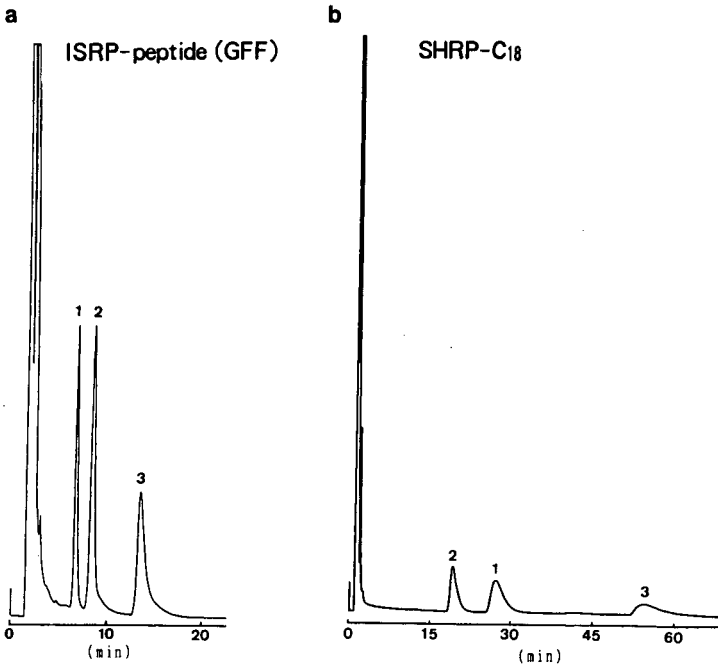 a
ISRP-peptide (GFF)
1 2
3
0 10 20
(min)
b
SHRP-C18
2 1 3
0 15 30 45 60
(min)